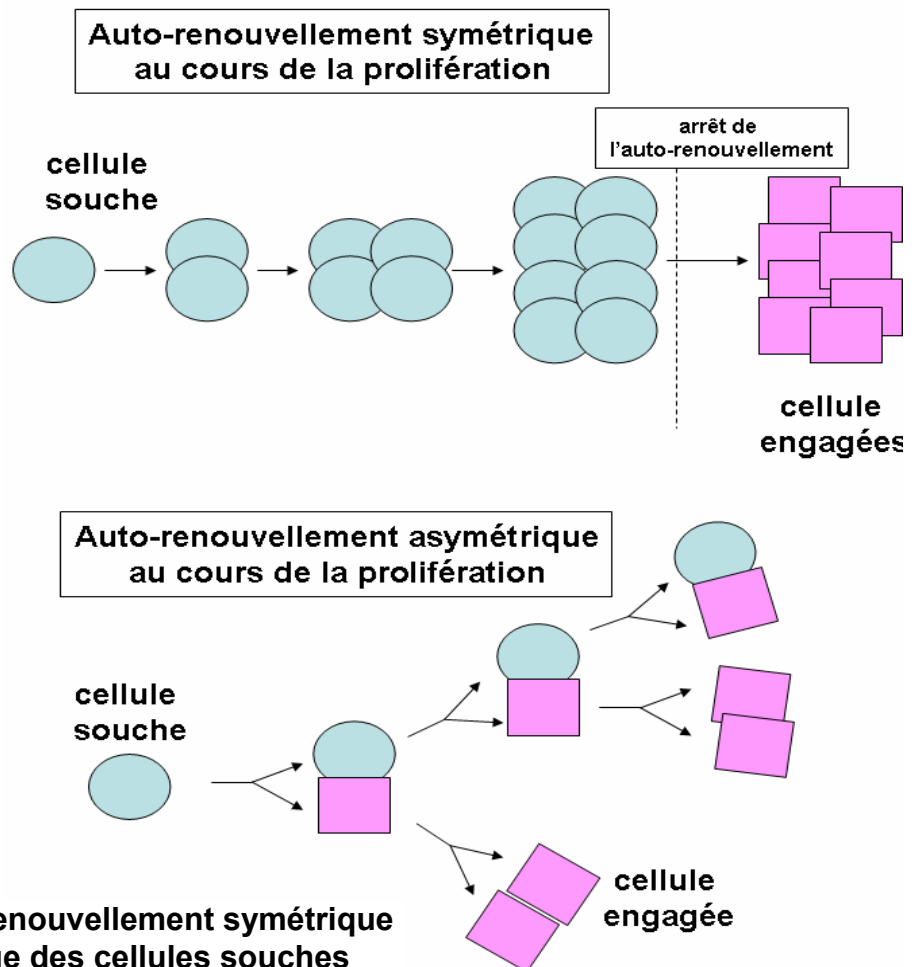 Auto-renouvellement symétrique
au cours de la prolifération
arrêt de
l'auto-renouvellement
cellule
souche
cellule
engagées
Auto-renouvellement asymétrique
au cours de la prolifération
cellule
souche
cellule
engagée
renouvellement symétrique
des cellules souches